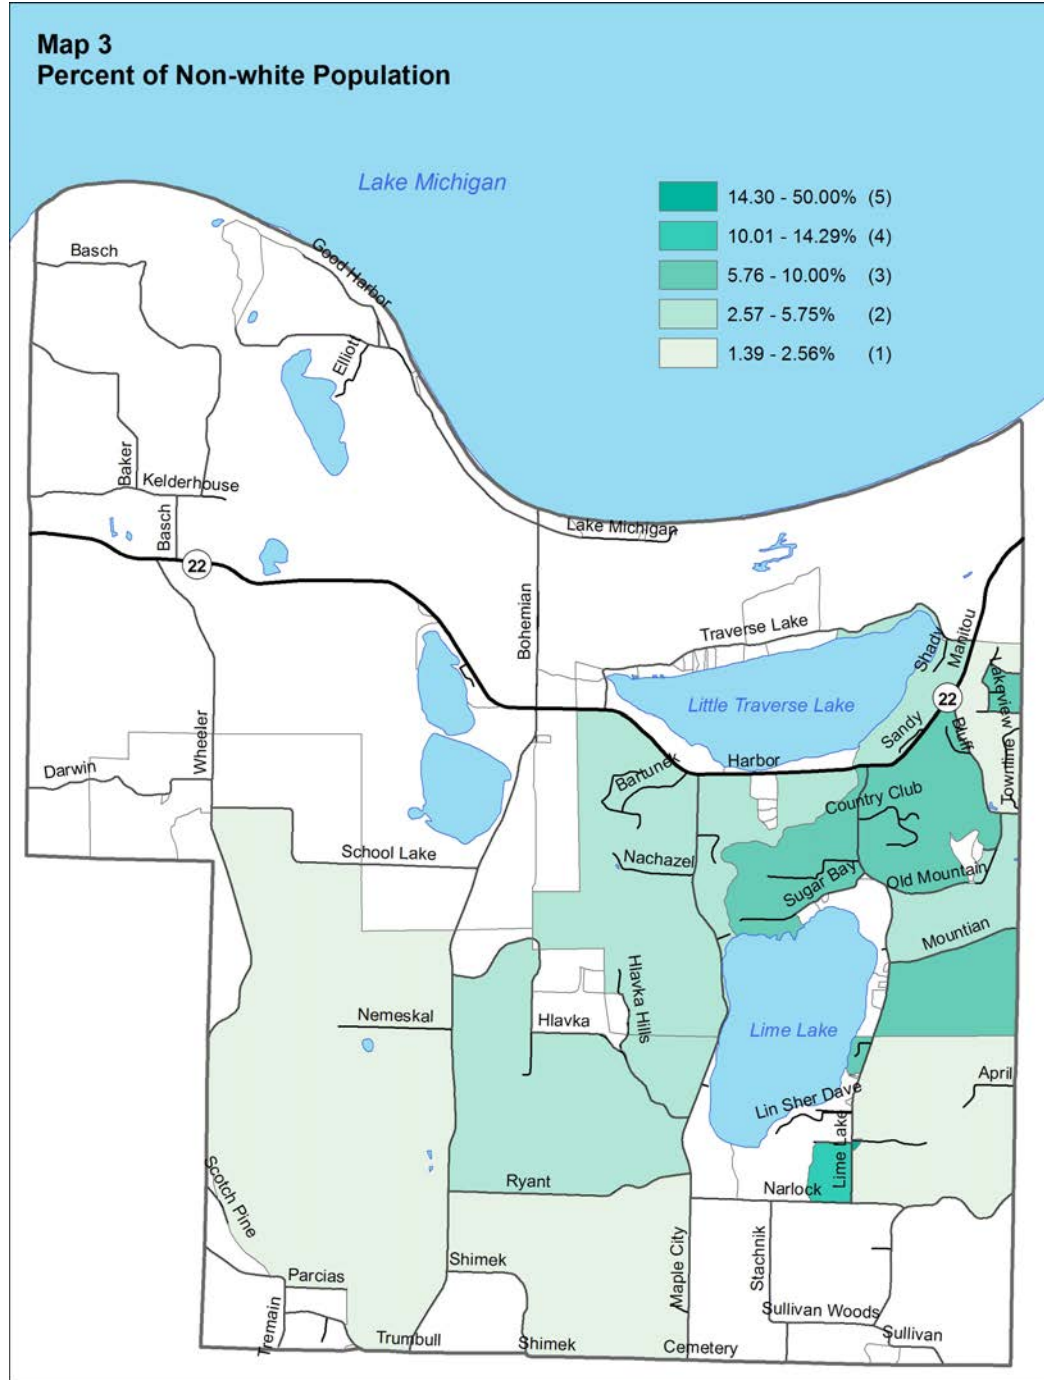 Map 3
Percent of Non-white Population
Lake Michigan
14.30 - 50.00% (5)
10.01 - 14.29% (4)
5.76 - 10.00% (3)
2.57 - 5.75% (2)
1.39 - 2.56% (1)
Basch
Good Harbor
Elliott
Baker
Kelderhouse
Basch
Lake Michigan
22
Bohemian
Traverse Lake
Shady
Manitou
Lakeview
Little Traverse Lake
22
Sandy
Bluff
Wheeler
Darwin
Bartunek
Harbor
Townline
Country Club
School Lake
Nachazel
Sugar Bay
Old Mountain
Mountian
Hlavka Hills
Nemeskal
Hlavka
Lime Lake
April
Lin Sher Dave
Lime Lake
Scotch Pine
Ryant
Narlock
Shimek
Maple City
Stachnik
Parcias
Tremain
Sullivan Woods
Trumbull
Shimek
Cemetery
Sullivan